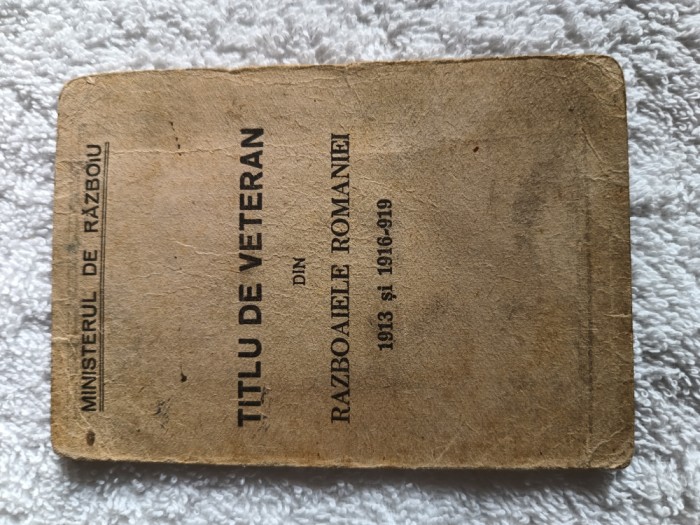 MINISTERUL DE RĂZBOIU
TITLU DE VETERAN
DIN
RAZBOAIELE ROMANIEI
1913 și 1916-919